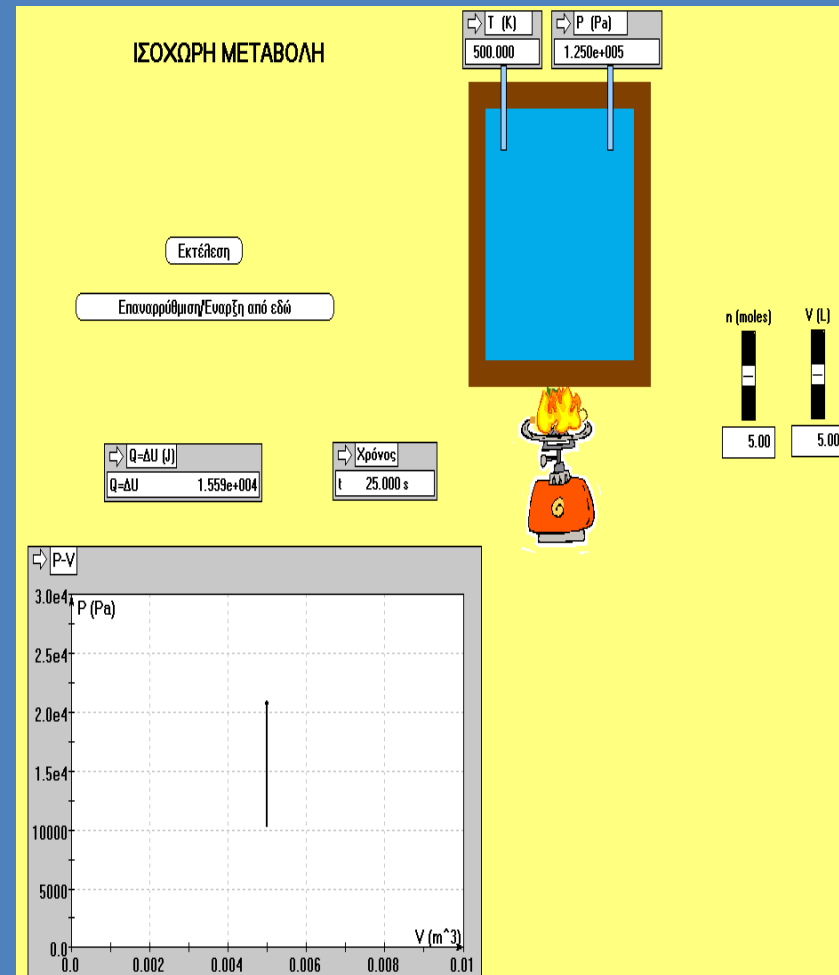 ΙΣΟΧΩΡΗ ΜΕΤΑΒΟΛΗ
T (K)
500.000
P (Pa)
1.250e+005
Εκτέλεση
Επαναρρύθμιση/Εναρξη από εδώ
n (moles)
V (L)
5.00
5.00
Q=ΔU (J)
Q=ΔU 1.559e+004
Χρόνος
t 25.000 s
P-V
P (Pa)
3.0e4
2.5e4
2.0e4
1.5e4
10000
5000
0.0
V (m^3)
0.0 0.002 0.004 0.006 0.008 0.01